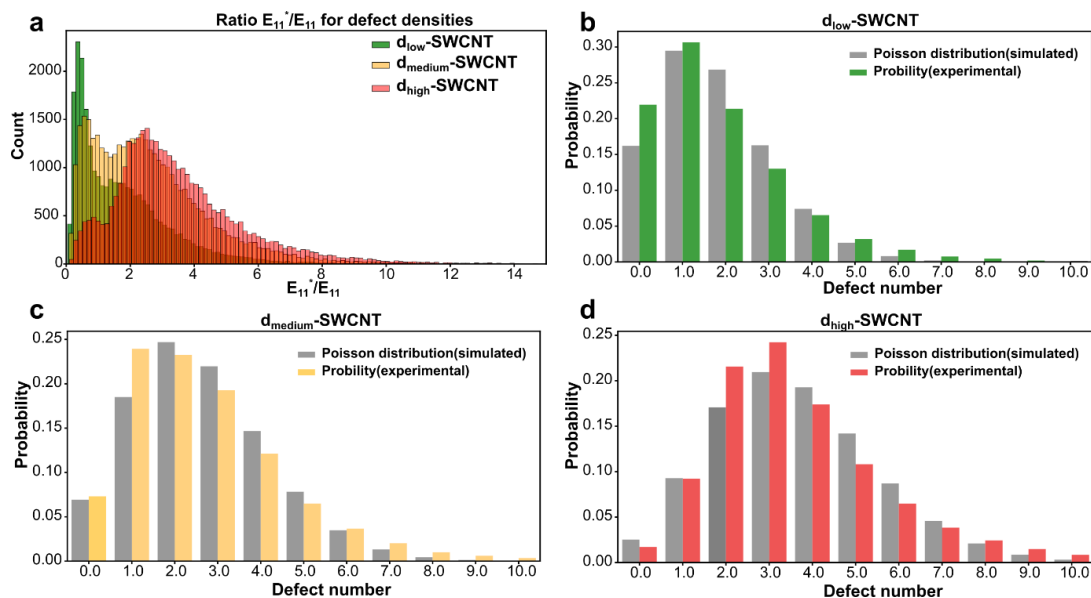 a
Ratio E11*/E11 for defect densities
dlow-SWCNT
dmedium-SWCNT
dhigh-SWCNT
2000
1500
1000
500
0
Count
0 2 4 6 8 10 12 14
E11*/E11
b
dlow-SWCNT
Poisson distribution(simulated)
Probility(experimental)
0.30
0.25
0.20
0.15
0.10
0.05
0.00
Probability
0.0 1.0 2.0 3.0 4.0 5.0 6.0 7.0 8.0 9.0 10.0
Defect number
c
dmedium-SWCNT
Poisson distribution(simulated)
Probility(experimental)
0.25
0.20
0.15
0.10
0.05
0.00
Probability
0.0 1.0 2.0 3.0 4.0 5.0 6.0 7.0 8.0 9.0 10.0
Defect number
d
dhigh-SWCNT
Poisson distribution(simulated)
Probility(experimental)
0.25
0.20
0.15
0.10
0.05
0.00
Probability
0.0 1.0 2.0 3.0 4.0 5.0 6.0 7.0 8.0 9.0 10.0
Defect number